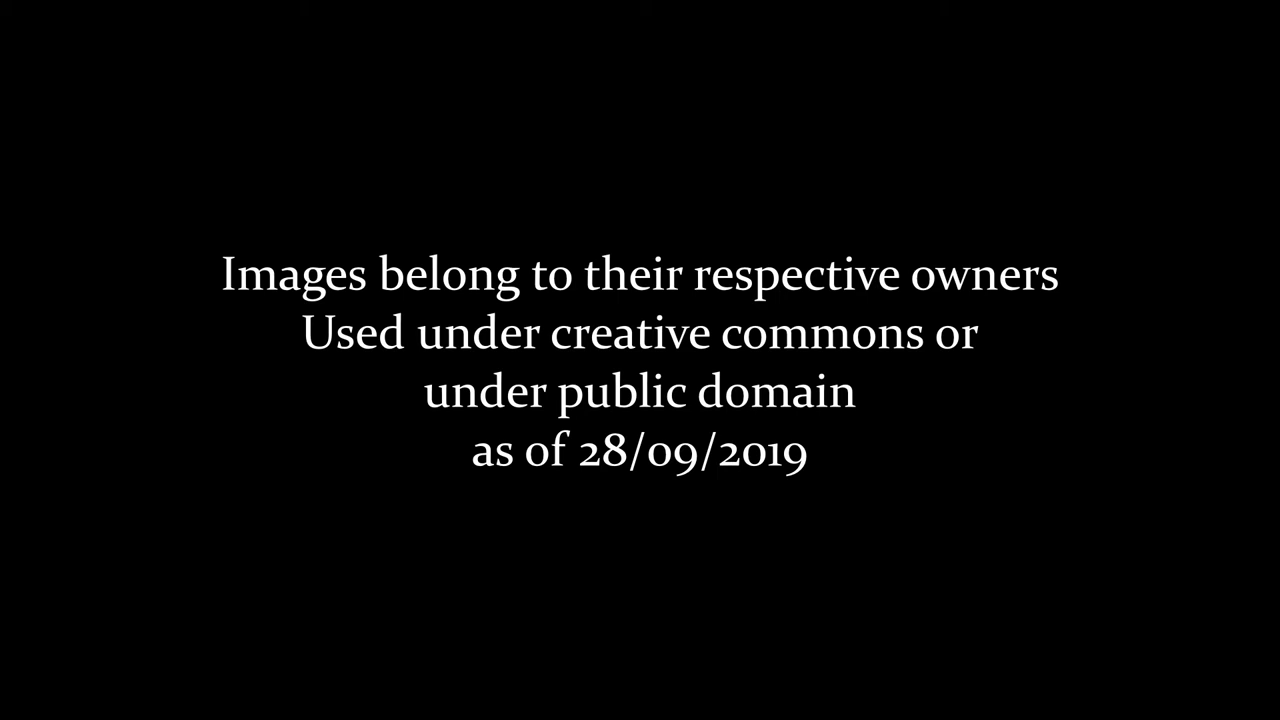 Images belong to their respective owners
Used under creative commons or
under public domain
as of 28/09/2019